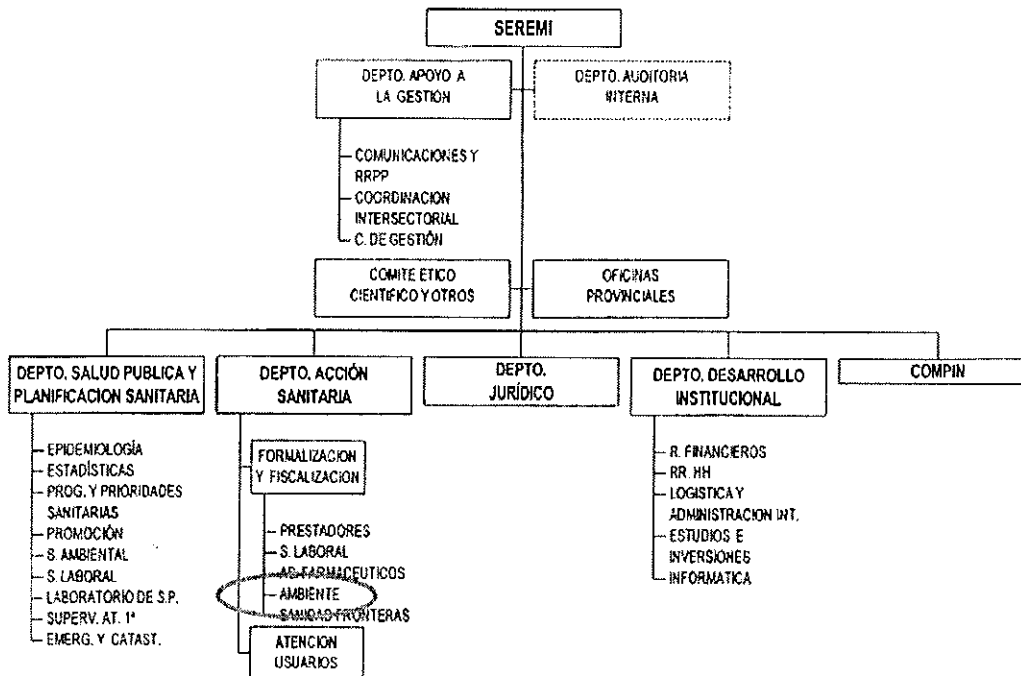 SEREMI
DEPTO. APOYO A
LA GESTIÓN
DEPTO. AUDITORIA
INTERNA
COMUNICACIONES Y
RRPP
COORDINACION
INTERSECTORIAL
C. DE GESTIÓN
COMITE ETICO
CIENTIFICO Y OTROS
OFICINAS
PROVINCIALES
DEPTO. SALUD PUBLICA Y
PLANIFICACION SANITARIA
DEPTO. ACCIÓN
SANITARIA
DEPTO.
JURÍDICO
DEPTO. DESARROLLO
INSTITUCIONAL
COMPIN
EPIDEMIOLOGÍA
ESTADÍSTICAS
PROG. Y PRIORIDADES
SANITARIAS
PROMOCIÓN
S. AMBIENTAL
S. LABORAL
LABORATORIO DE S.P.
SUPERV. AT. 1ª
EMERG. Y CATAST.
FORMALIZACION
Y FISCALIZACION
PRESTADORES
S. LABORAL
AB. FARMACEUTICOS
AMBIENTE
SANIDAD FRONTERAS
ATENCION
USUARIOS
R. FINANCIEROS
RR. HH
LOGISTICA Y
ADMINISTRACION INT.
ESTUDIOS E
INVERSIONES
INFORMATICA